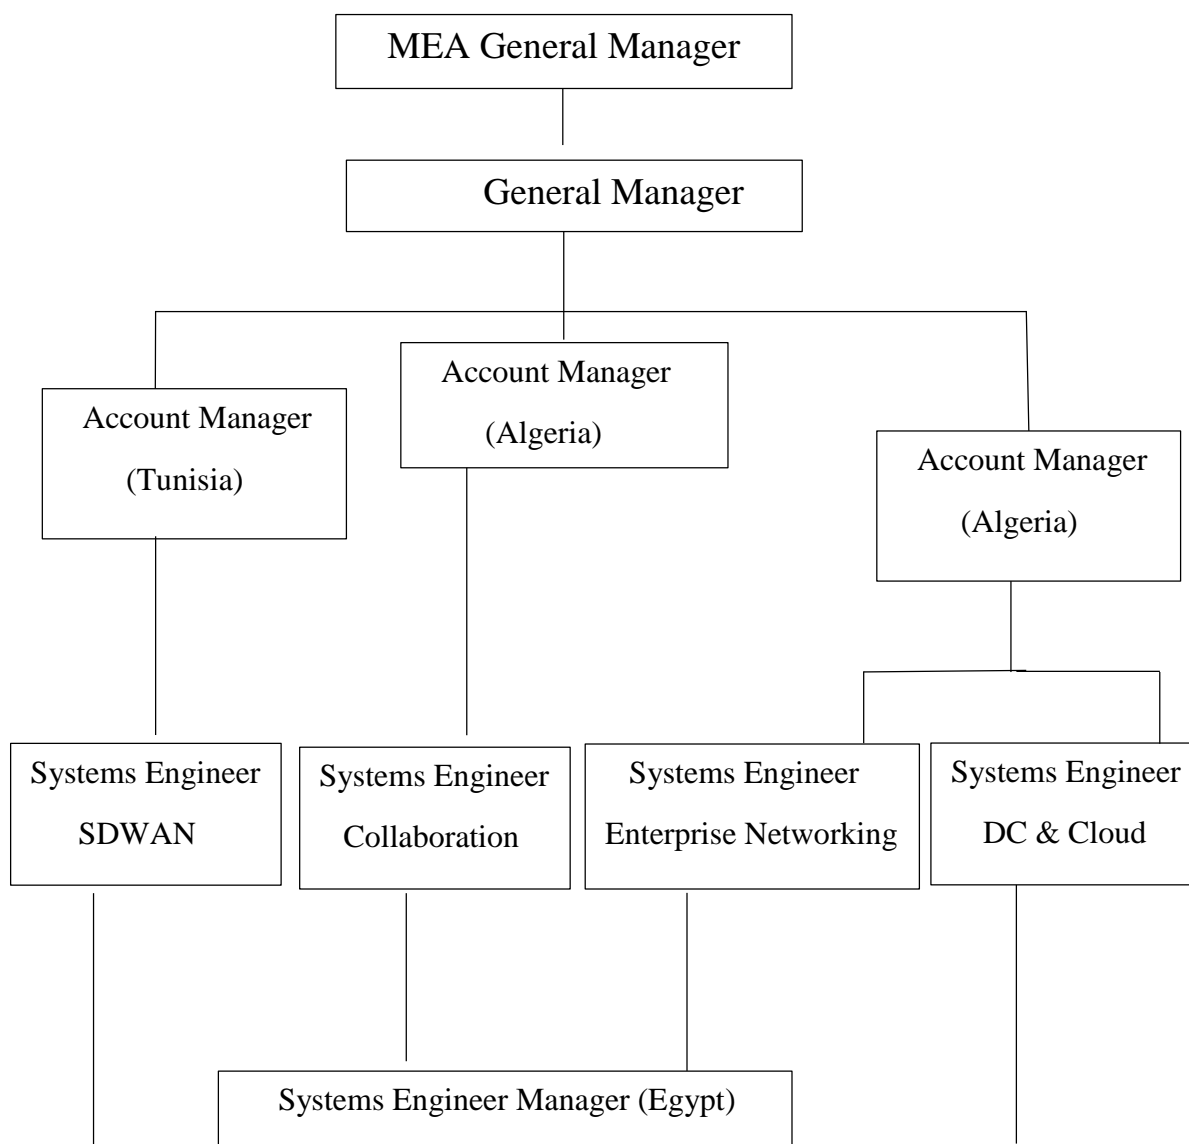 MEA General Manager
General Manager
Account Manager
(Tunisia)
Account Manager
(Algeria)
Account Manager
(Algeria)
Systems Engineer
SDWAN
Systems Engineer
Collaboration
Systems Engineer
Enterprise Networking
Systems Engineer
DC & Cloud
Systems Engineer Manager (Egypt)